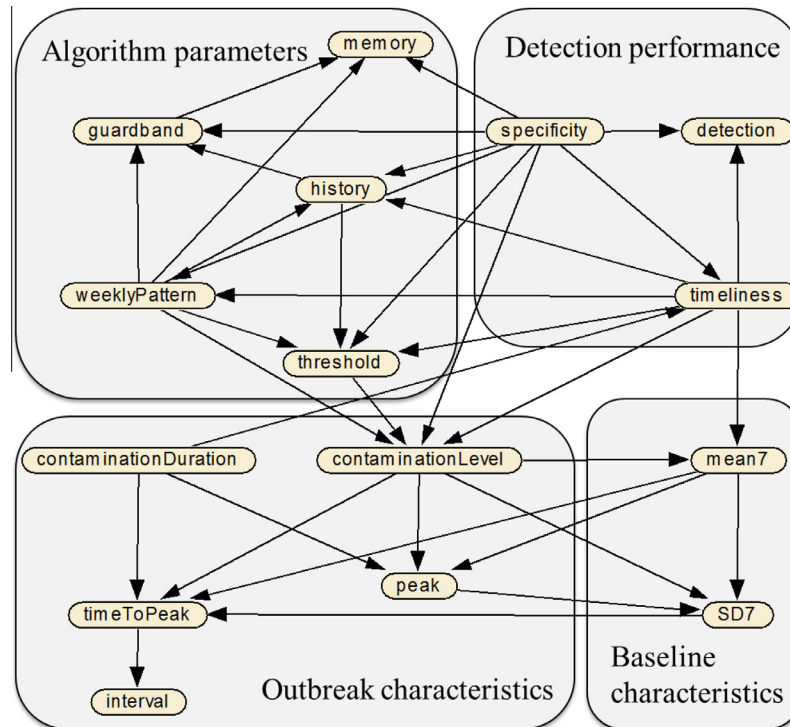 Algorithm parameters
memory
Detection performance
guardband
specificity
detection
history
weeklyPattern
timeliness
threshold
contaminationDuration
contaminationLevel
mean7
peak
timeToPeak
SD7
interval
Outbreak characteristics
Baseline
characteristics